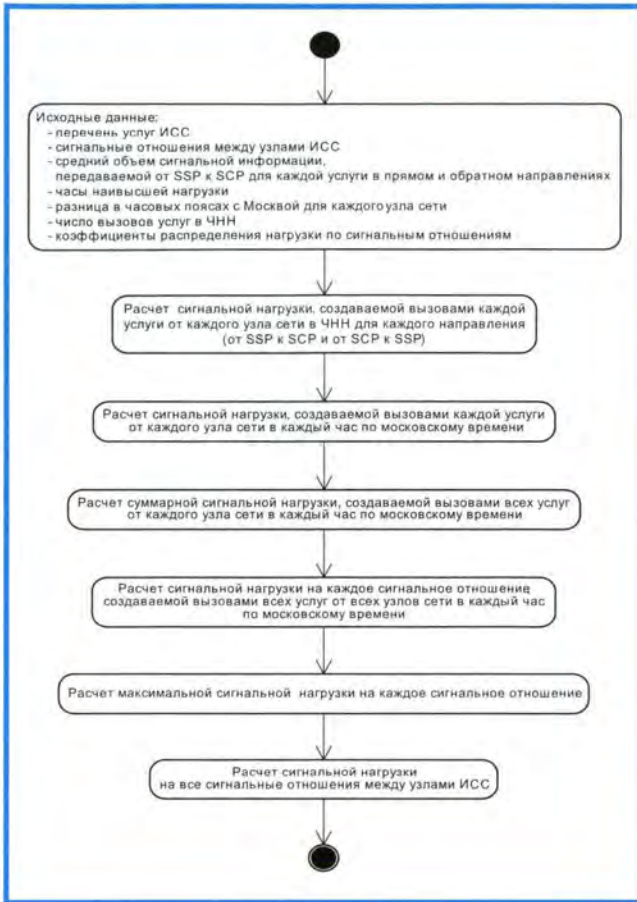 Исходные данные:
- перечень услуг ИСС
- сигнальные отношения между узлами ИСС
- средний объем сигнальной информации,
передаваемой от SSP к SCP для каждой услуги в прямом и обратном направлениях
- часы наивысшей нагрузки
- разница в часовых поясах с Москвой для каждого узла сети
- число вызовов услуг в ЧНН
- коэффициенты распределения нагрузки по сигнальным отношениям
Расчет сигнальной нагрузки, создаваемой вызовами каждой
услуги от каждого узла сети в ЧНН для каждого направления
(от SSP к SCP и от SCP к SSP)
Расчет сигнальной нагрузки, создаваемой вызовами каждой услуги
от каждого узла сети в каждый час по московскому времени
Расчет суммарной сигнальной нагрузки, создаваемой вызовами всех услуг
от каждого узла сети в каждый час по московскому времени
Расчет сигнальной нагрузки на каждое сигнальное отношение,
создаваемой вызовами всех услуг от всех узлов сети в каждый час
по московскому времени
Расчет максимальной сигнальной нагрузки на каждое сигнальное отношение
Расчет сигнальной нагрузки
на все сигнальные отношения между узлами ИСС